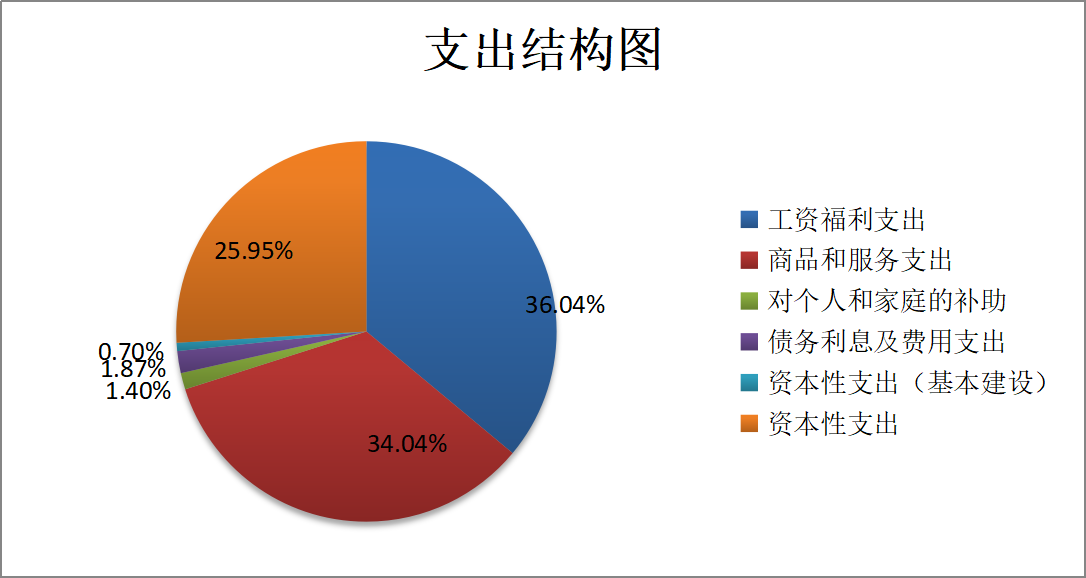 支出结构图
25.95%
36.04%
0.70%
1.87%
1.40%
34.04%
工资福利支出
商品和服务支出
对个人和家庭的补助
债务利息及费用支出
资本性支出（基本建设）
资本性支出